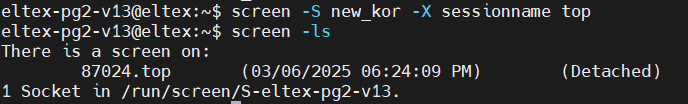 eltex-pg2-v13@eltex:~$ screen -S new_kor -X sessionname top
eltex-pg2-v13@eltex:~$ screen -ls
There is a screen on:
        87024.top       (03/06/2025 06:24:09 PM)        (Detached)
1 Socket in /run/screen/S-eltex-pg2-v13.